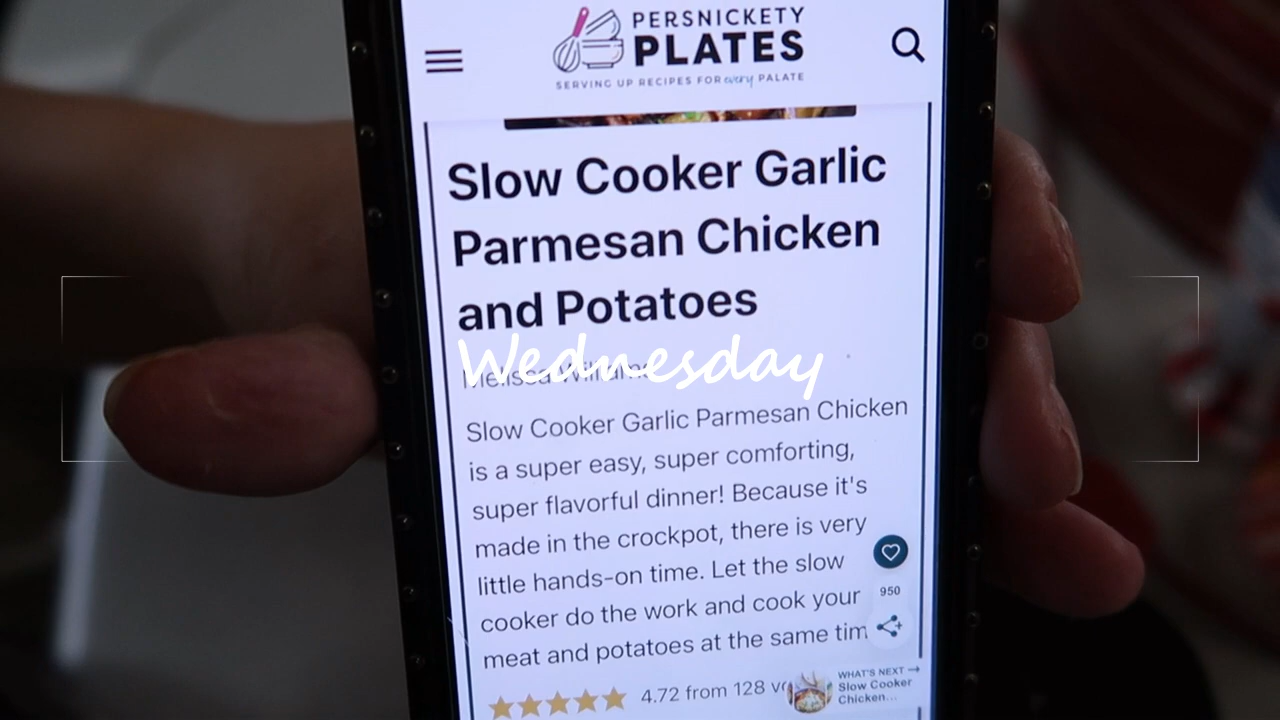 PERSNICKETY
PLATES
SERVING UP RECIPES FOR every PALATE
Slow Cooker Garlic
Parmesan Chicken
and Potatoes
Wednesday
Melissa Williams
Slow Cooker Garlic Parmesan Chicken
is a super easy, super comforting,
super flavorful dinner! Because it's
made in the crockpot, there is very
little hands-on time. Let the slow
cooker do the work and cook your
meat and potatoes at the same tim
950
4.72 from 128 v
WHAT'S NEXT →
Slow Cooker
Chicken...